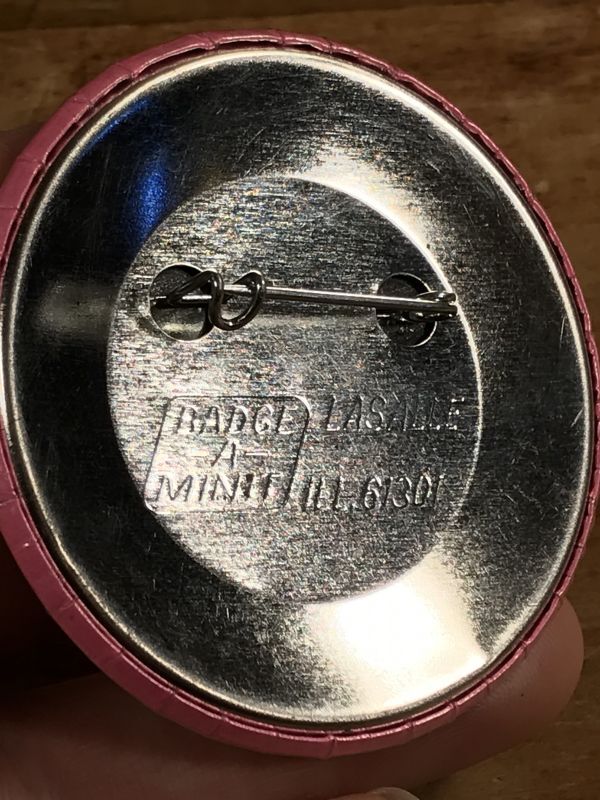 BADGE
-A-
MINIT
LASALLE
ILL. 61301